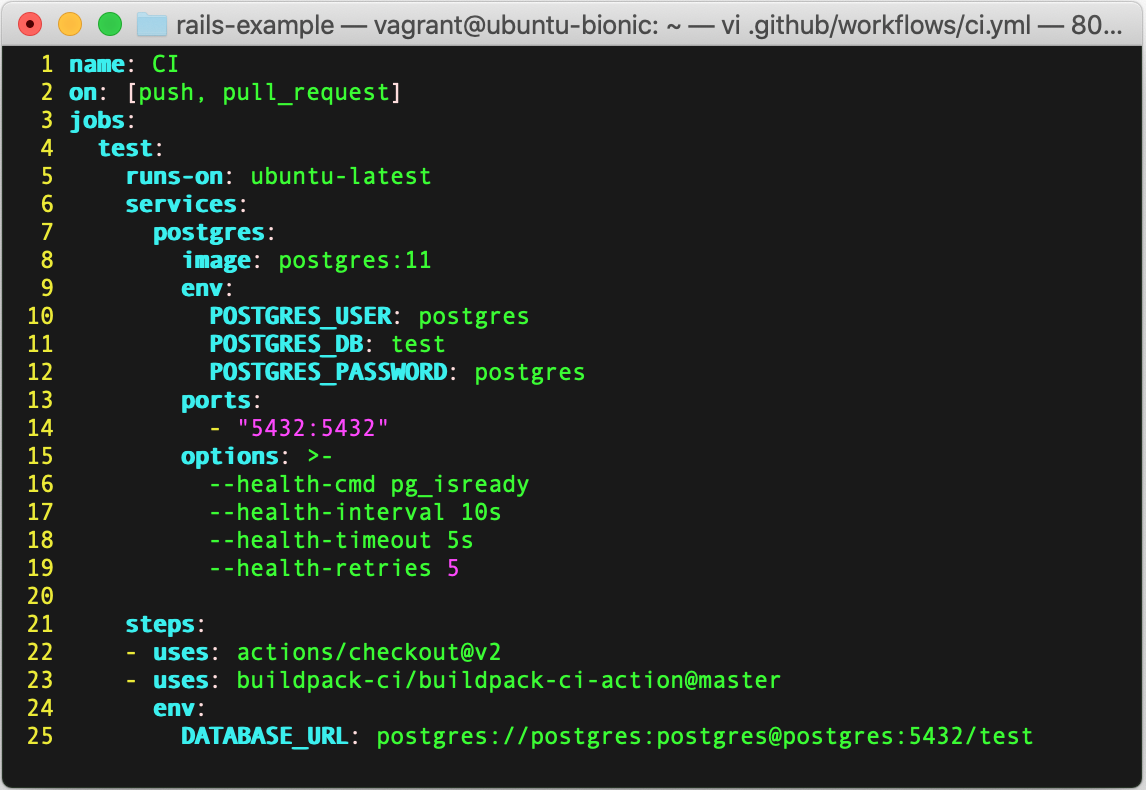 rails-example — vagrant@ubuntu-bionic: ~ — vi .github/workflows/ci.yml — 80...
1 name: CI
2 on: [push, pull_request]
3 jobs:
4   test:
5     runs-on: ubuntu-latest
6     services:
7       postgres:
8         image: postgres:11
9         env:
10           POSTGRES_USER: postgres
11           POSTGRES_DB: test
12           POSTGRES_PASSWORD: postgres
13         ports:
14           - "5432:5432"
15         options: >-
16           --health-cmd pg_isready
17           --health-interval 10s
18           --health-timeout 5s
19           --health-retries 5
20
21     steps:
22     - uses: actions/checkout@v2
23     - uses: buildpack-ci/buildpack-ci-action@master
24       env:
25         DATABASE_URL: postgres://postgres:postgres@postgres:5432/test